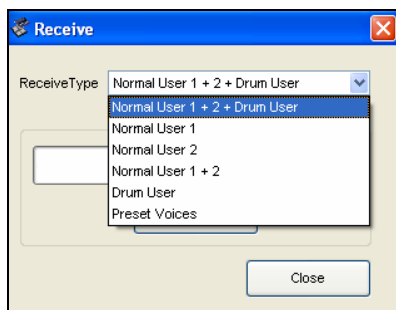 Receive
ReceiveType Normal User 1 + 2 + Drum User
Normal User 1 + 2 + Drum User
Normal User 1
Normal User 2
Normal User 1 + 2
Drum User
Preset Voices
Close